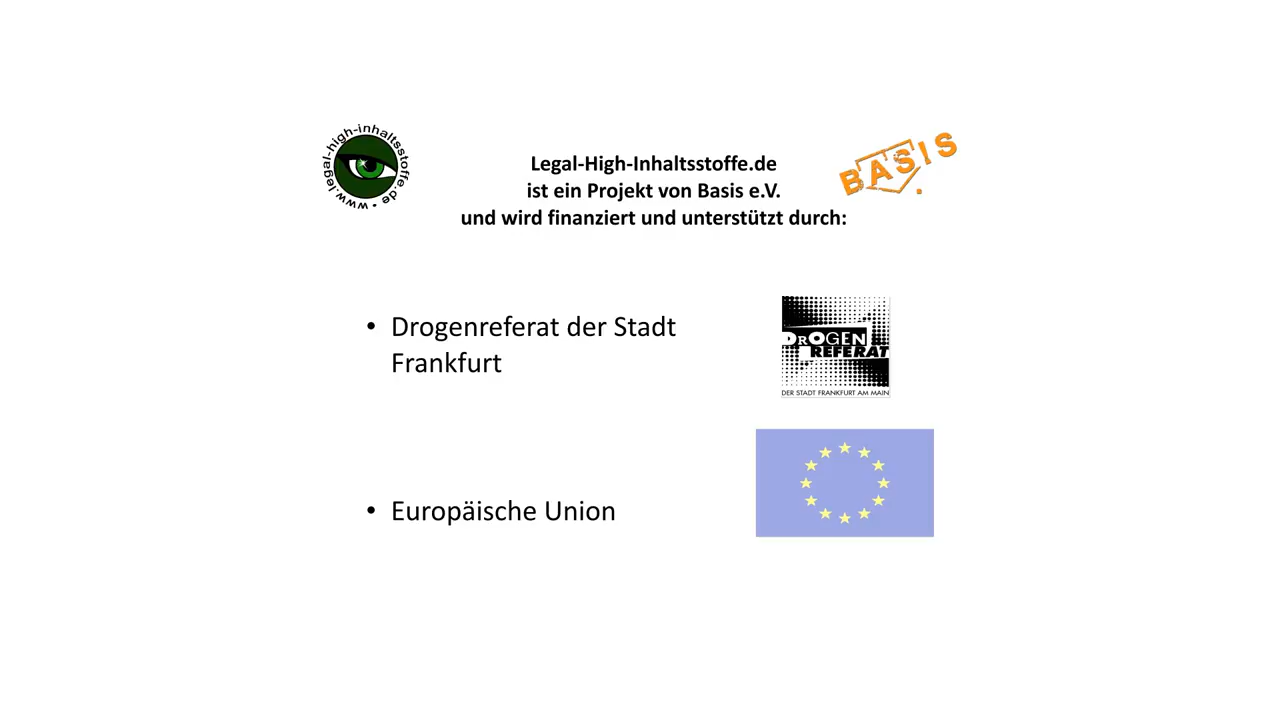 www.legal-high-inhaltsstoffe.de •
Legal-High-Inhaltsstoffe.de
ist ein Projekt von Basis e.V.
und wird finanziert und unterstützt durch:
BASIS
• Drogenreferat der Stadt
Frankfurt
DROGEN
REFERAT
DER STADT FRANKFURT AM MAIN
• Europäische Union